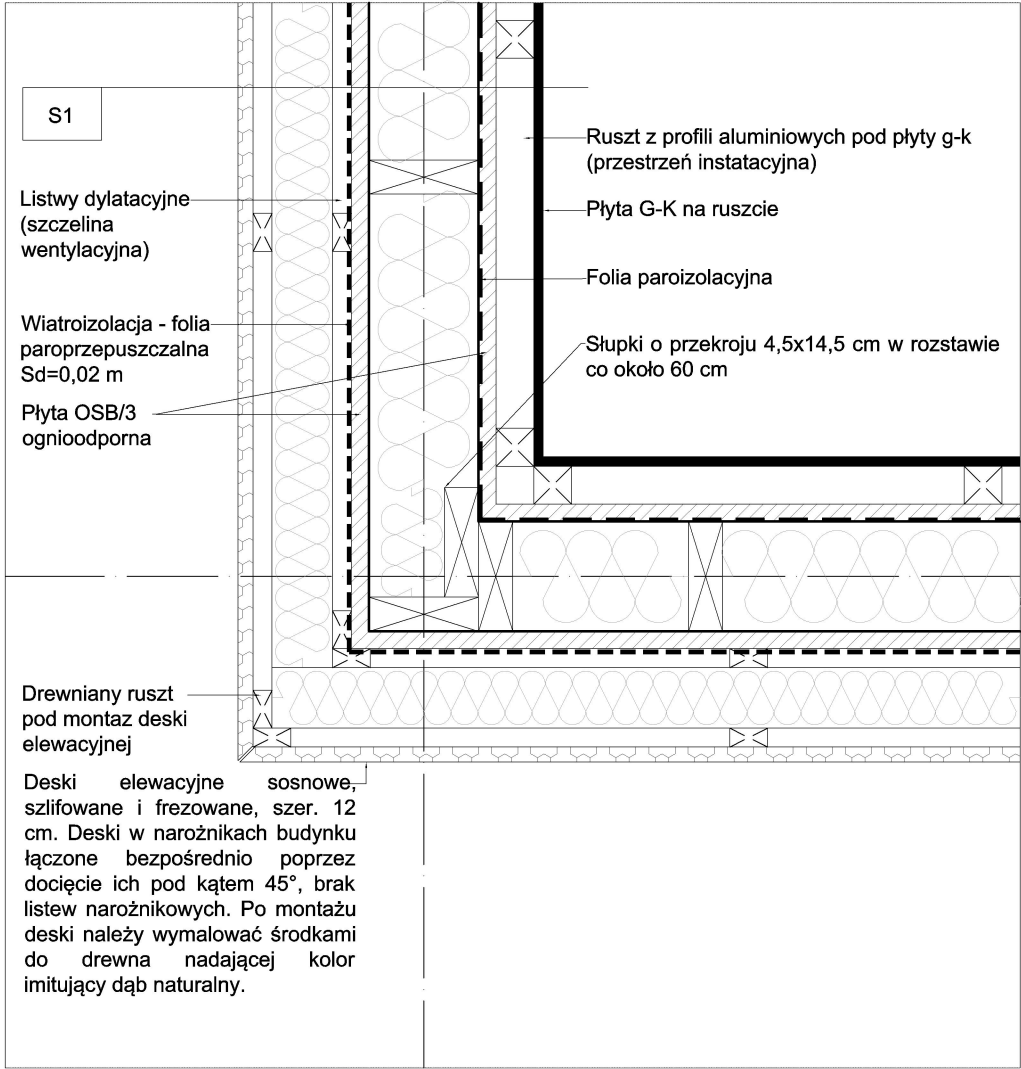 S1
Listwy dylatacyjne
(szczelina
wentylacyjna)
Wiatroizolacja - folia
paroprzepuszczalna
Sd=0,02 m
Płyta OSB/3
ognioodporna
Drewniany ruszt
pod montaz deski
elewacyjnej
Deski elewacyjne sosnowe,
szlifowane i frezowane, szer. 12
cm. Deski w narożnikach budynku
łączone bezpośrednio poprzez
docięcie ich pod kątem 45°, brak
listew narożnikowych. Po montażu
deski należy wymalować środkami
do drewna nadającej kolor
imitujący dąb naturalny.
Ruszt z profili aluminiowych pod płyty g-k
(przestrzeń instatacyjna)
Płyta G-K na ruszcie
Folia paroizolacyjna
Słupki o przekroju 4,5x14,5 cm w rozstawie
co około 60 cm